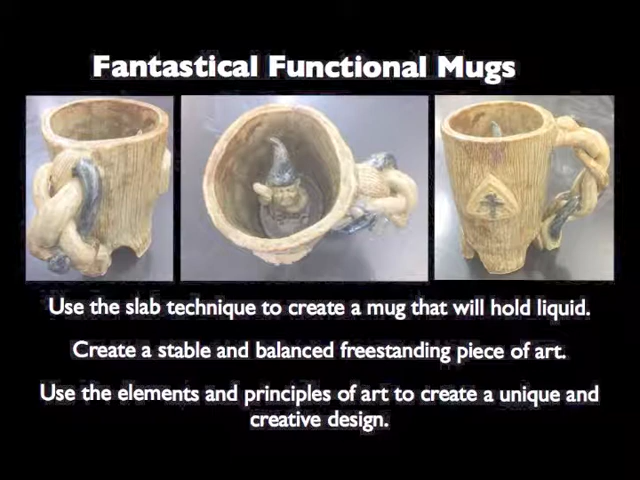 Fantastical Functional Mugs
Use the slab technique to create a mug that will hold liquid.
Create a stable and balanced freestanding piece of art.
Use the elements and principles of art to create a unique and
creative design.